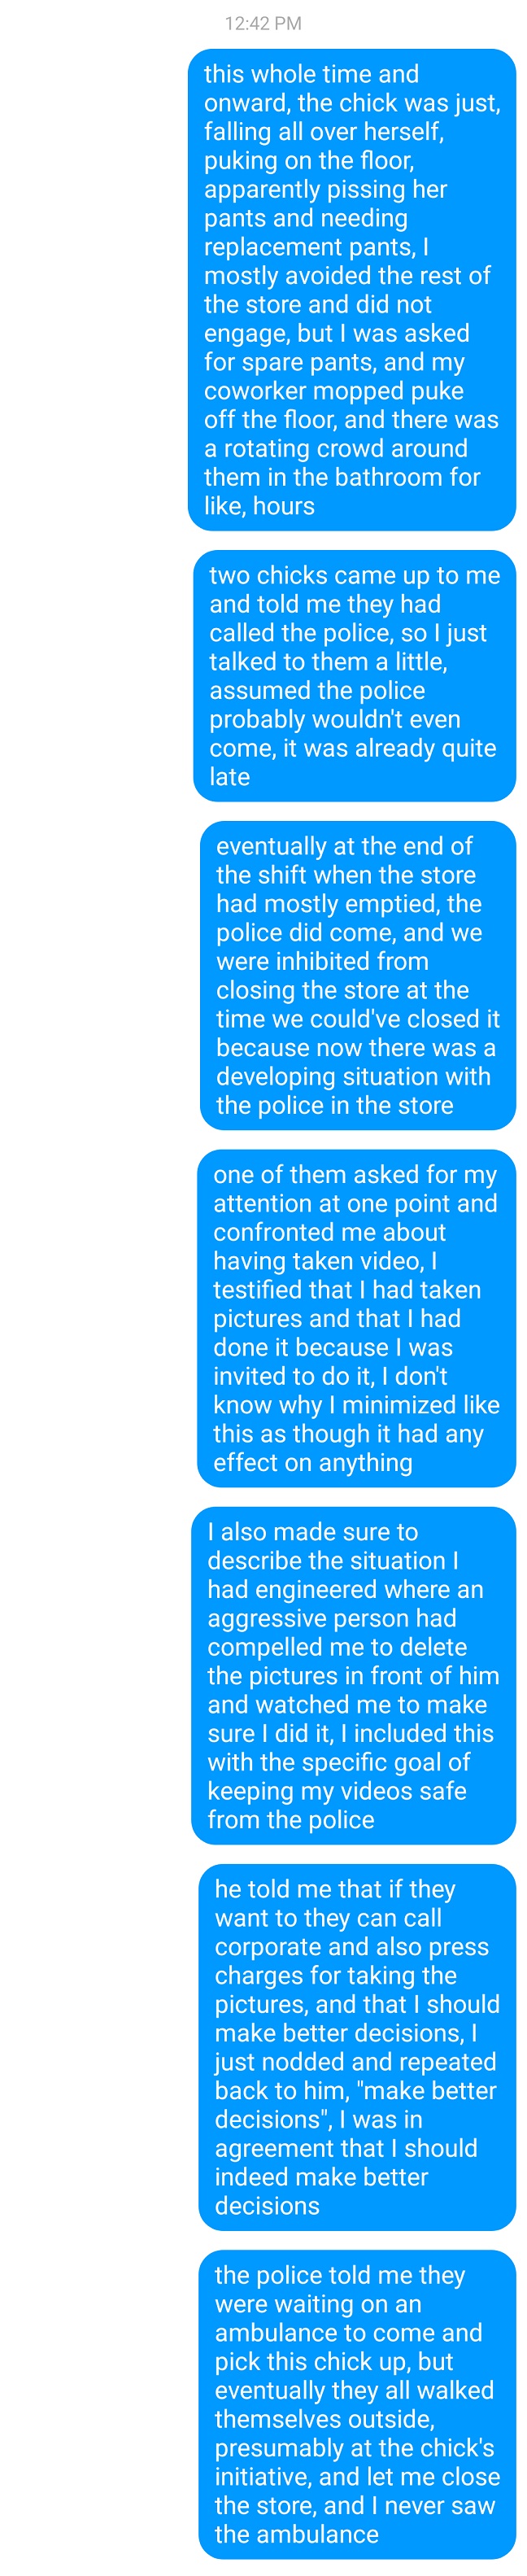 12:42 PM
this whole time and
onward, the chick was just,
falling all over herself,
puking on the floor,
apparently pissing her
pants and needing
replacement pants, I
mostly avoided the rest of
the store and did not
engage, but I was asked
for spare pants, and my
coworker mopped puke
off the floor, and there was
a rotating crowd around
them in the bathroom for
like, hours
two chicks came up to me
and told me they had
called the police, so I just
talked to them a little,
assumed the police
probably wouldn't even
come, it was already quite
late
eventually at the end of
the shift when the store
had mostly emptied, the
police did come, and we
were inhibited from
closing the store at the
time we could've closed it
because now there was a
developing situation with
the police in the store
one of them asked for my
attention at one point and
confronted me about
having taken video, I
testified that I had taken
pictures and that I had
done it because I was
invited to do it, I don't
know why I minimized like
this as though it had any
effect on anything
I also made sure to
describe the situation I
had engineered where an
aggressive person had
compelled me to delete
the pictures in front of him
and watched me to make
sure I did it, I included this
with the specific goal of
keeping my videos safe
from the police
he told me that if they
want to they can call
corporate and also press
charges for taking the
pictures, and that I should
make better decisions, I
just nodded and repeated
back to him, "make better
decisions", I was in
agreement that I should
indeed make better
decisions
the police told me they
were waiting on an
ambulance to come and
pick this chick up, but
eventually they all walked
themselves outside,
presumably at the chick's
initiative, and let me close
the store, and I never saw
the ambulance